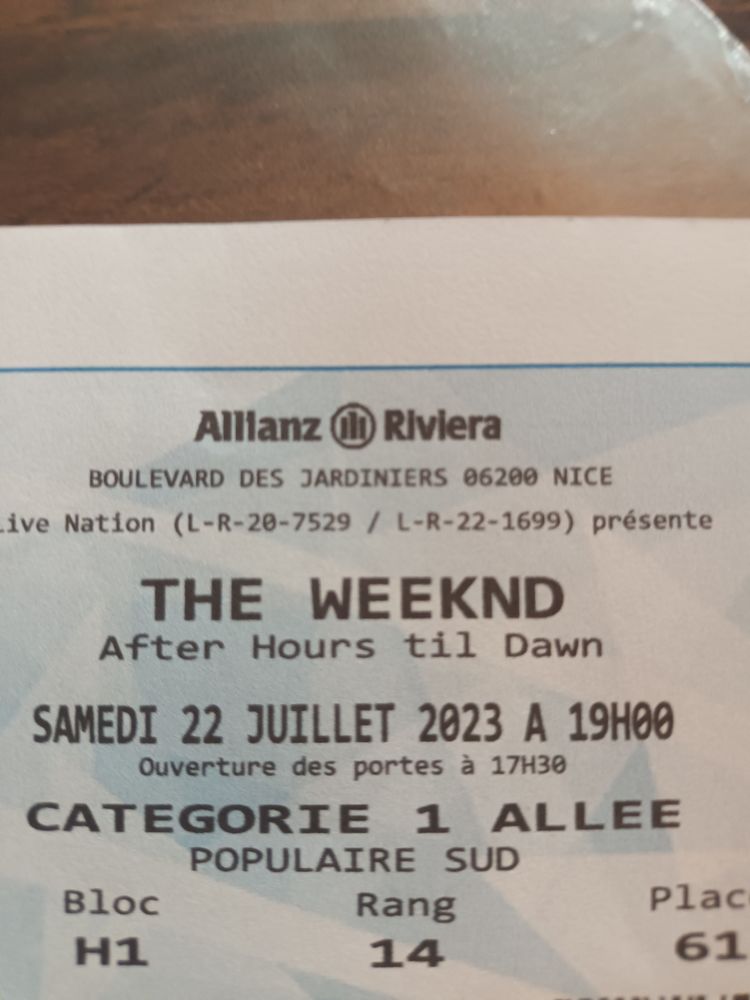 Allianz Riviera
BOULEVARD DES JARDINIERS 06200 NICE
Live Nation (L-R-20-7529 / L-R-22-1699) présente
THE WEEKND
After Hours til Dawn
SAMEDI 22 JUILLET 2023 A 19H00
Ouverture des portes à 17H30
CATEGORIE 1 ALLEE
POPULAIRE SUD
Bloc Rang Plac
H1 14 61